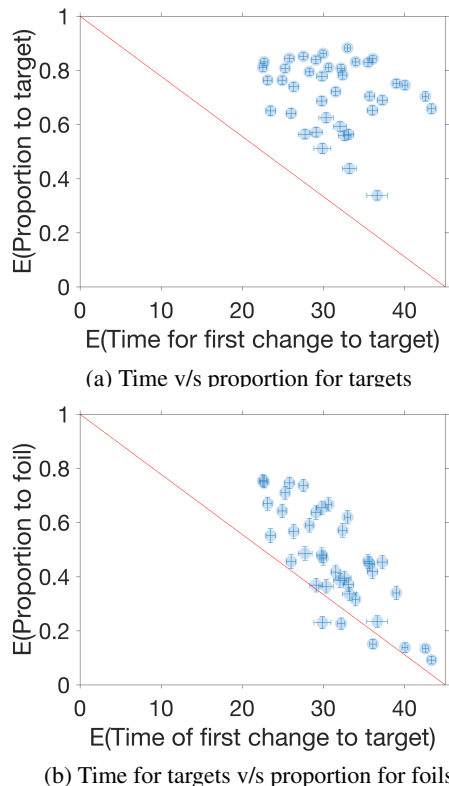 1
0.8
0.6
0.4
0.2
0
0 10 20 30 40
E(Proportion to target)
E(Time for first change to target)
(a) Time v/s proportion for targets
1
0.8
0.6
0.4
0.2
0
0 10 20 30 40
E(Proportion to foil)
E(Time of first change to target)
(b) Time for targets v/s proportion for foils